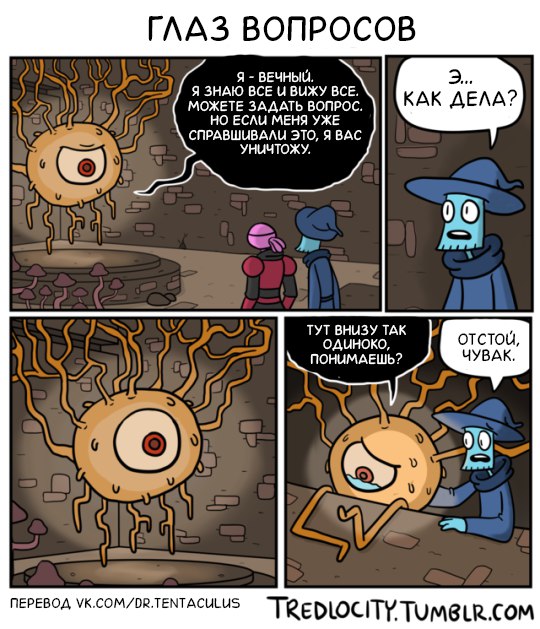 ГЛАЗ ВОПРОСОВ
Я - ВЕЧНЫЙ.
Я ЗНАЮ ВСЕ И ВИЖУ ВСЕ.
МОЖЕТЕ ЗАДАТЬ ВОПРОС.
НО ЕСЛИ МЕНЯ УЖЕ
СПРАВШИВАЛИ ЭТО, Я ВАС
УНИЧТОЖУ.
Э...
КАК ДЕЛА?
ТУТ ВНИЗУ ТАК
ОДИНОКО,
ПОНИМАЕШЬ?
ОТСТОЙ,
ЧУВАК.
ПЕРЕВОД VK.COM/DR.TENTACULUS
TREDLOCITY.TUMBLR.COM